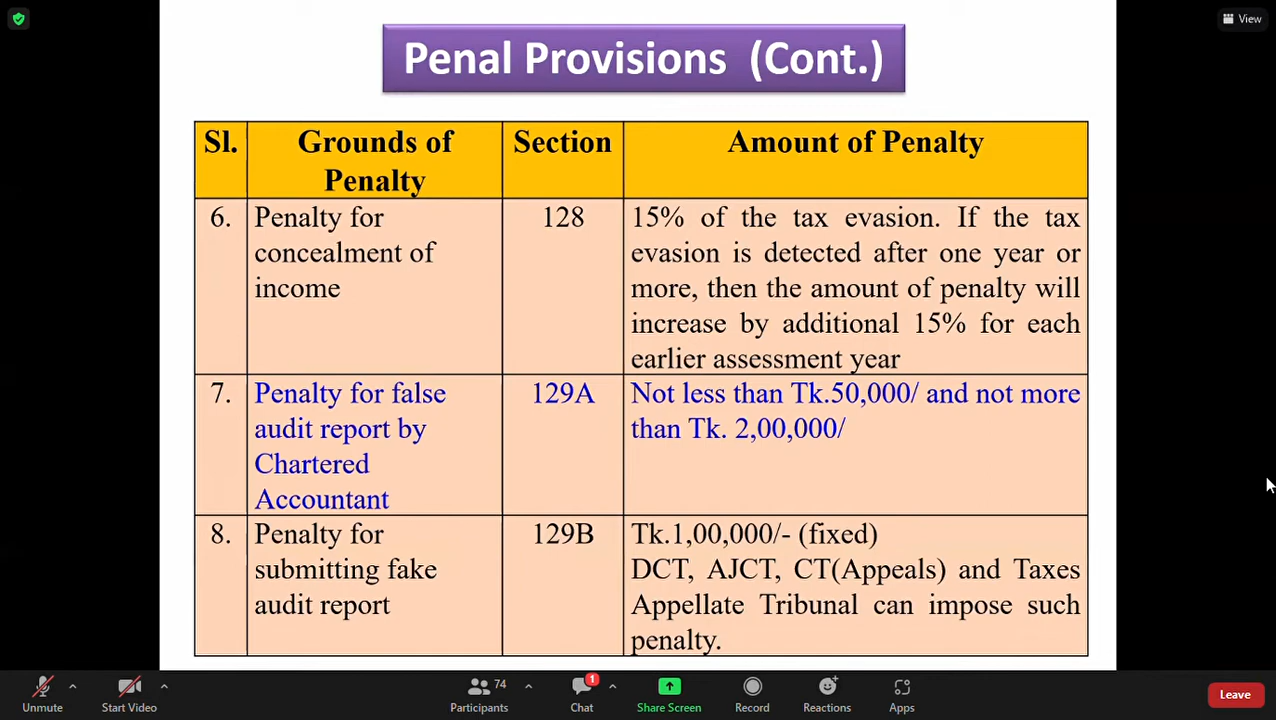 View
Penal Provisions (Cont.)
Sl. Grounds of Penalty Section Amount of Penalty
6. Penalty for concealment of income 128 15% of the tax evasion. If the tax evasion is detected after one year or more, then the amount of penalty will increase by additional 15% for each earlier assessment year
7. Penalty for false audit report by Chartered Accountant 129A Not less than Tk.50,000/ and not more than Tk. 2,00,000/
8. Penalty for submitting fake audit report 129B Tk.1,00,000/- (fixed) DCT, AJCT, CT(Appeals) and Taxes Appellate Tribunal can impose such penalty.
Unmute Start Video Participants 74 Chat 1 Share Screen Record Reactions Apps Leave